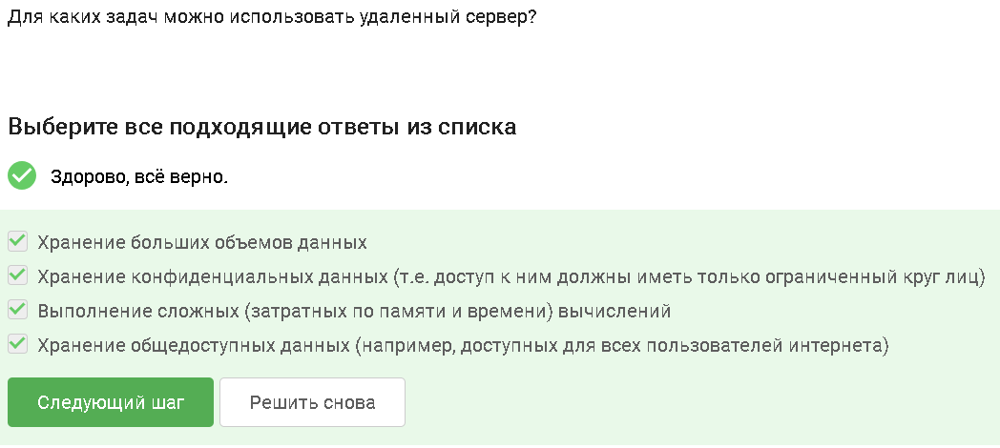 Для каких задач можно использовать удаленный сервер?
Выберите все подходящие ответы из списка
Здорово, всё верно.
Хранение больших объемов данных
Хранение конфиденциальных данных (т.е. доступ к ним должны иметь только ограниченный круг лиц)
Выполнение сложных (затратных по памяти и времени) вычислений
Хранение общедоступных данных (например, доступных для всех пользователей интернета)
Следующий шаг
Решить снова